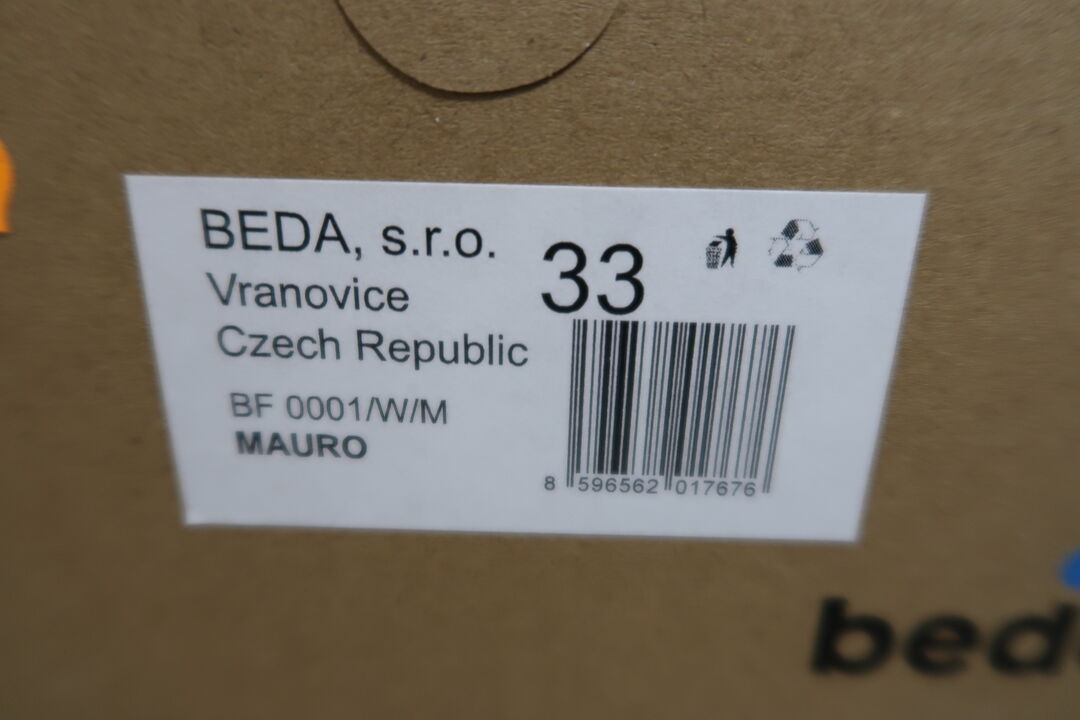 BEDA, s.r.o.
Vranovice
Czech Republic
33
BF 0001/W/M
MAURO
8 596562 017676